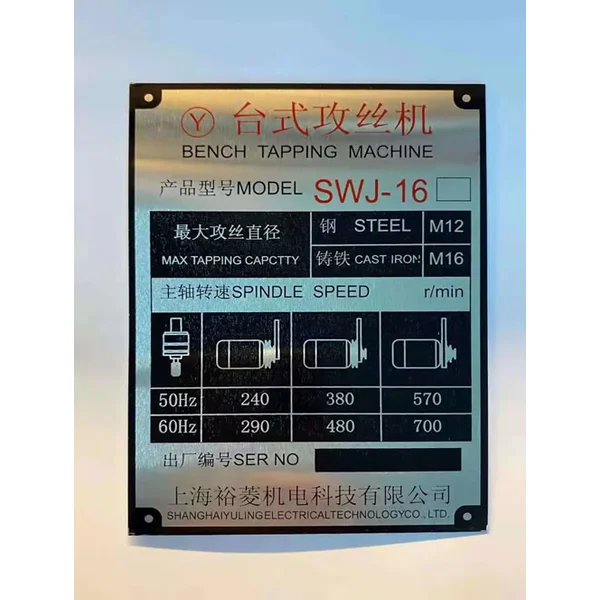 Ⓨ 台式攻丝机
BENCH TAPPING MACHINE
产品型号MODEL SWJ-16
最大攻丝直径 钢 STEEL M12
MAX TAPPING CAPCTTY 铸铁 CAST IRON M16
主轴转速SPINDLE SPEED r/min
50Hz 240 380 570
60Hz 290 480 700
出厂编号SER NO
上海裕菱机电科技有限公司
SHANGHAIYULINGELECTRICALTECHNOLOGYCO., LTD.